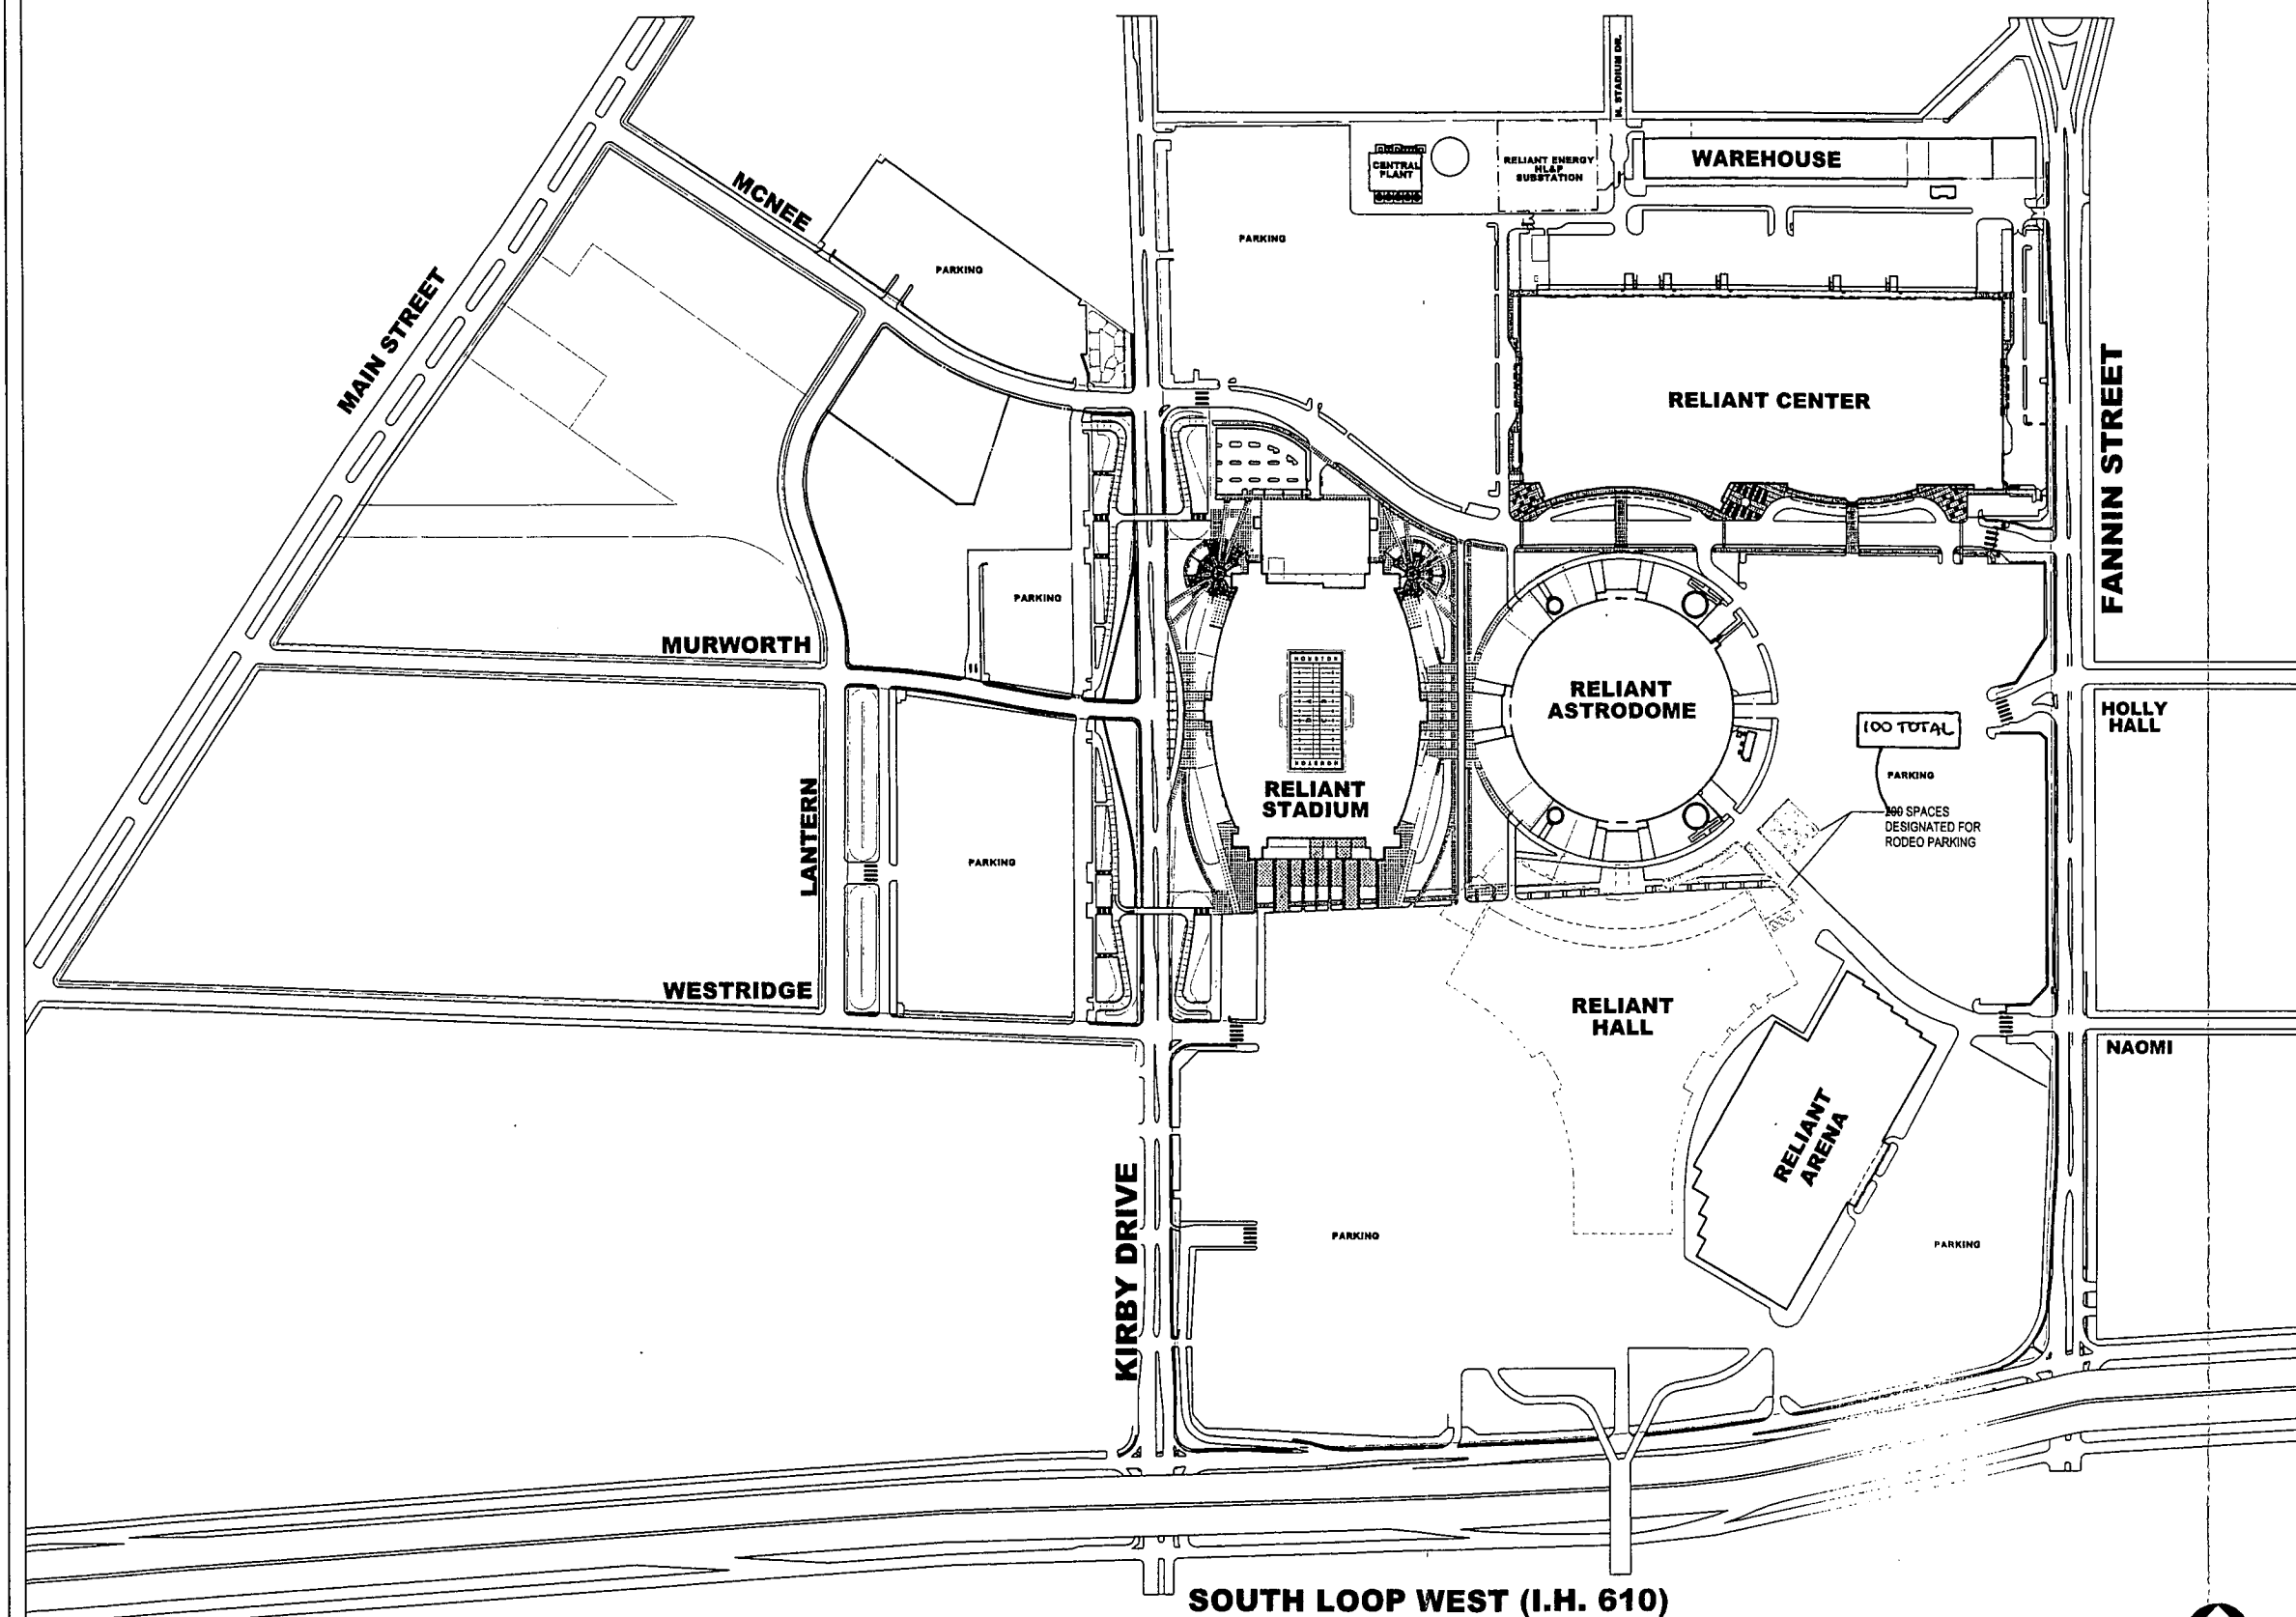 N. STADIUM DR.
CENTRAL
PLANT
RELIANT ENERGY
HL&P
SUBSTATION
WAREHOUSE
MCNEE
PARKING
PARKING
MAIN STREET
RELIANT CENTER
FANNIN STREET
PARKING
MURWORTH
HOUSTON
RELIANT
ASTRODOME
HOLLY
HALL
100 TOTAL
PARKING
RELIANT
STADIUM
HOUSTON
SPACES
DESIGNATED FOR
RODEO PARKING
LANTERN
PARKING
WESTRIDGE
RELIANT
HALL
NAOMI
RELIANT
ARENA
KIRBY DRIVE
PARKING
PARKING
SOUTH LOOP WEST (I.H. 610)